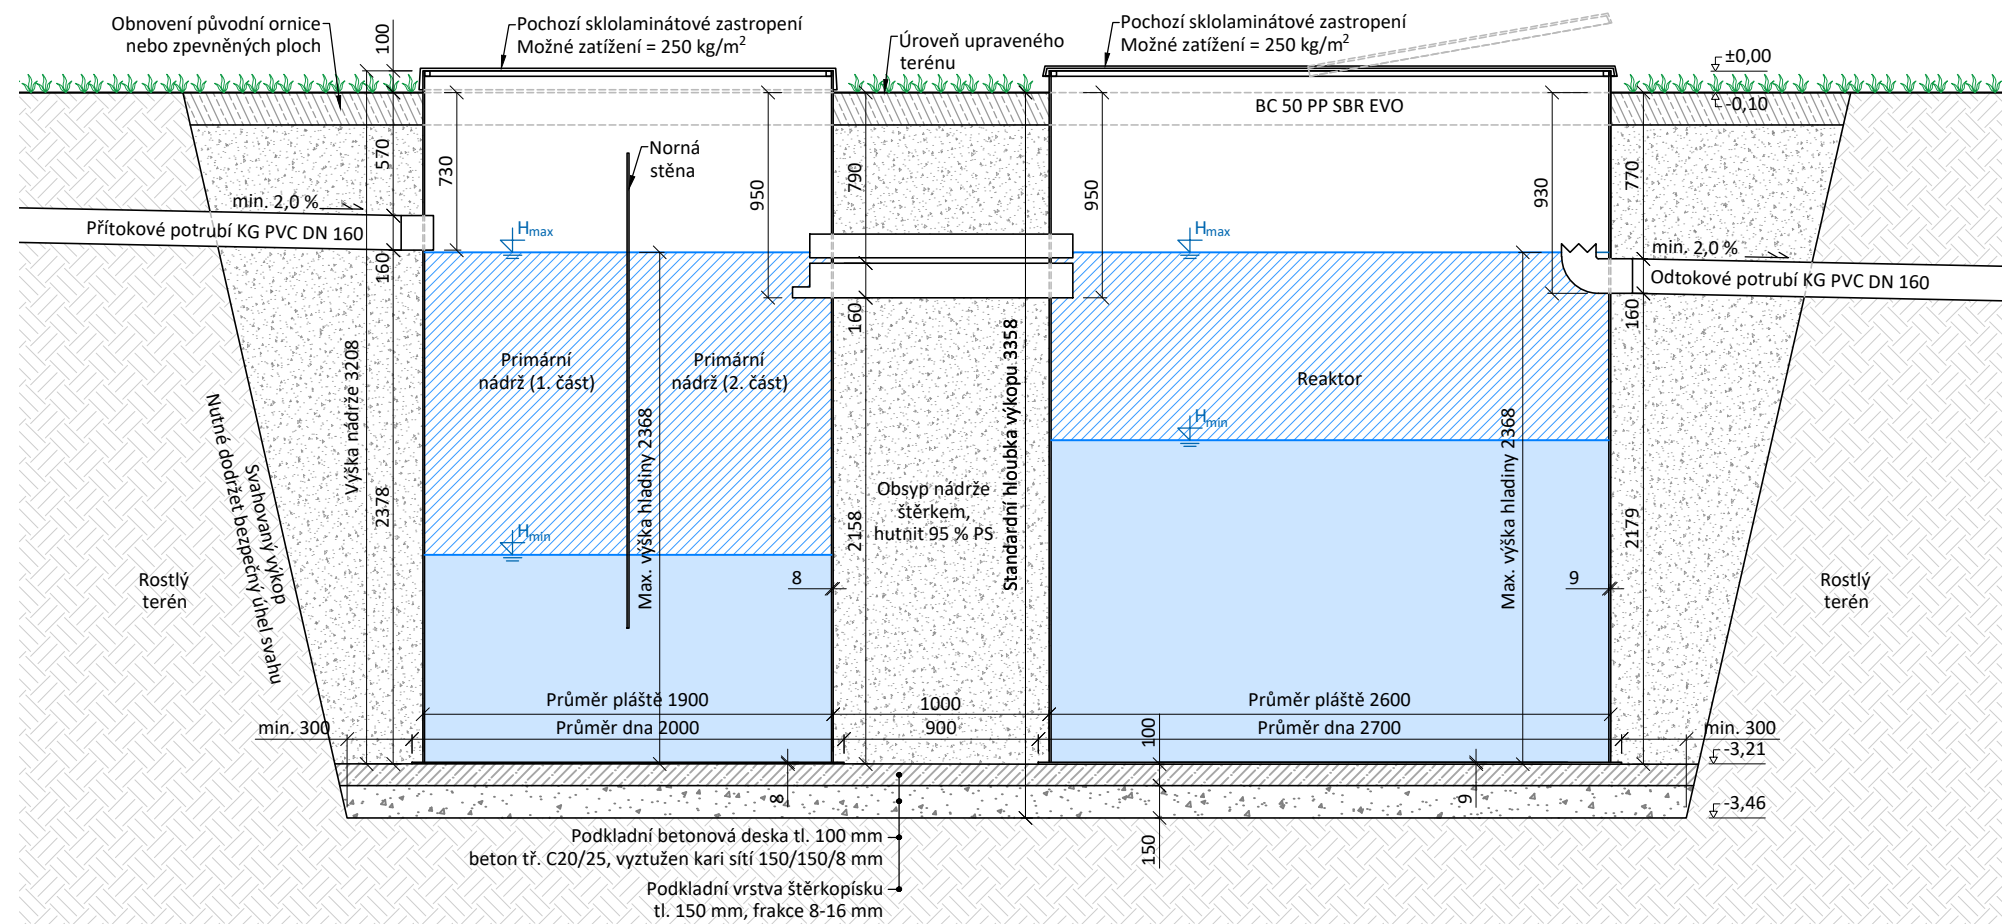 Obnovení původní ornice
nebo zpevněných ploch
100
Pochozí sklolaminátové zastropení
Možné zatížení = 250 kg/m²
Úroveň upraveného
terénu
Pochozí sklolaminátové zastropení
Možné zatížení = 250 kg/m²
±0,00
-0,10
BC 50 PP SBR EVO
570
730
Norná
stěna
950
790
950
930
770
min. 2,0 %
Přítokové potrubí KG PVC DN 160
160
Hmax
Hmax
min. 2,0 %
Odtokové potrubí KG PVC DN 160
160
160
Výška nádrže 3208
2378
Primární
nádrž (1. část)
Primární
nádrž (2. část)
Max. výška hladiny 2368
Standardní hloubka výkopu 3358
Reaktor
Max. výška hladiny 2368
Hmin
Hmin
Svahovaný výkop
Nutné dodržet bezpečný úhel svahu
Obsyp nádrže
štěrkem,
hutnit 95 % PS
2158
2179
8
9
Rostlý
terén
Rostlý
terén
Průměr pláště 1900
1000
Průměr pláště 2600
min. 300
Průměr dna 2000
900
100
Průměr dna 2700
min. 300
-3,21
8
9
-3,46
150
Podkladní betonová deska tl. 100 mm
beton tř. C20/25, vyztužen kari sítí 150/150/8 mm
Podkladní vrstva štěrkopísku
tl. 150 mm, frakce 8-16 mm